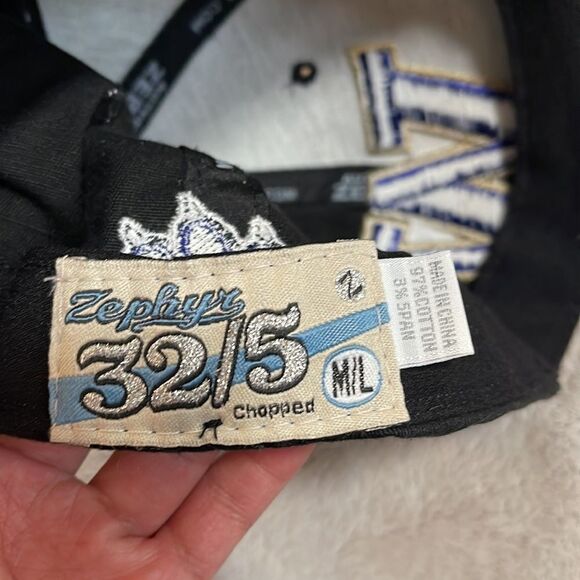 Zephyr
Z
32/5
M/L
Chopped
MADE IN CHINA
97% COTTON
3% SPAN